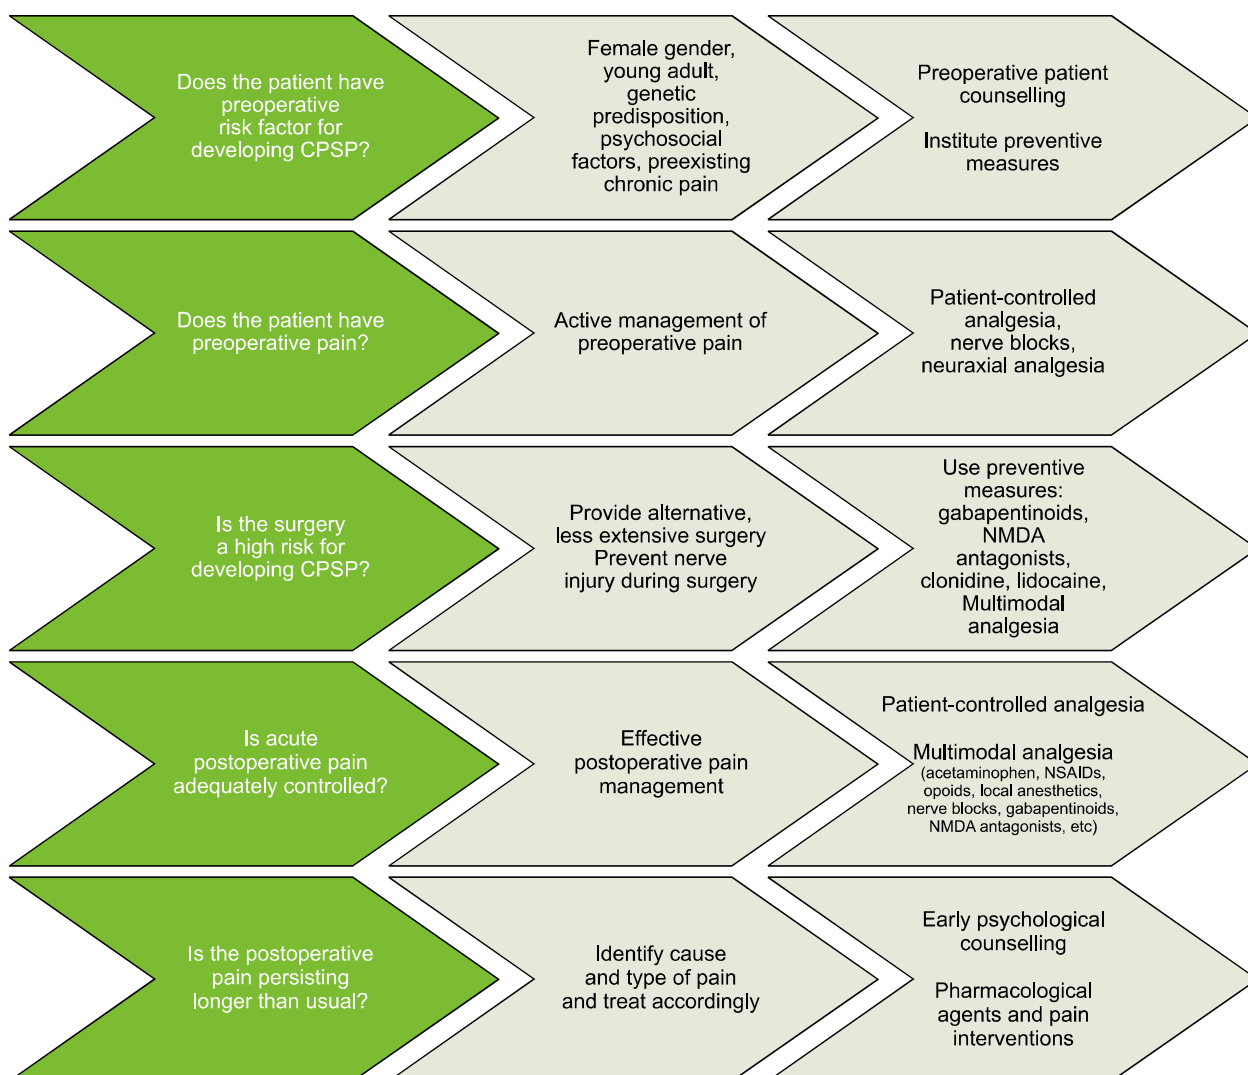 Does the patient have
preoperative
risk factor for
developing CPSP?
Female gender,
young adult,
genetic
predisposition,
psychosocial
factors, preexisting
chronic pain
Preoperative patient
counselling
Institute preventive
measures
Does the patient have
preoperative pain?
Active management of
preoperative pain
Patient-controlled
analgesia,
nerve blocks,
neuraxial analgesia
Is the surgery
a high risk for
developing CPSP?
Provide alternative,
less extensive surgery
Prevent nerve
injury during surgery
Use preventive
measures:
gabapentinoids,
NMDA
antagonists,
clonidine, lidocaine,
Multimodal
analgesia
Is acute
postoperative pain
adequately controlled?
Effective
postoperative pain
management
Patient-controlled analgesia
Multimodal analgesia
(acetaminophen, NSAIDs,
opoids, local anesthetics,
nerve blocks, gabapentinoids,
NMDA antagonists, etc)
Is the postoperative
pain persisting
longer than usual?
Identify cause
and type of pain
and treat accordingly
Early psychological
counselling
Pharmacological
agents and pain
interventions